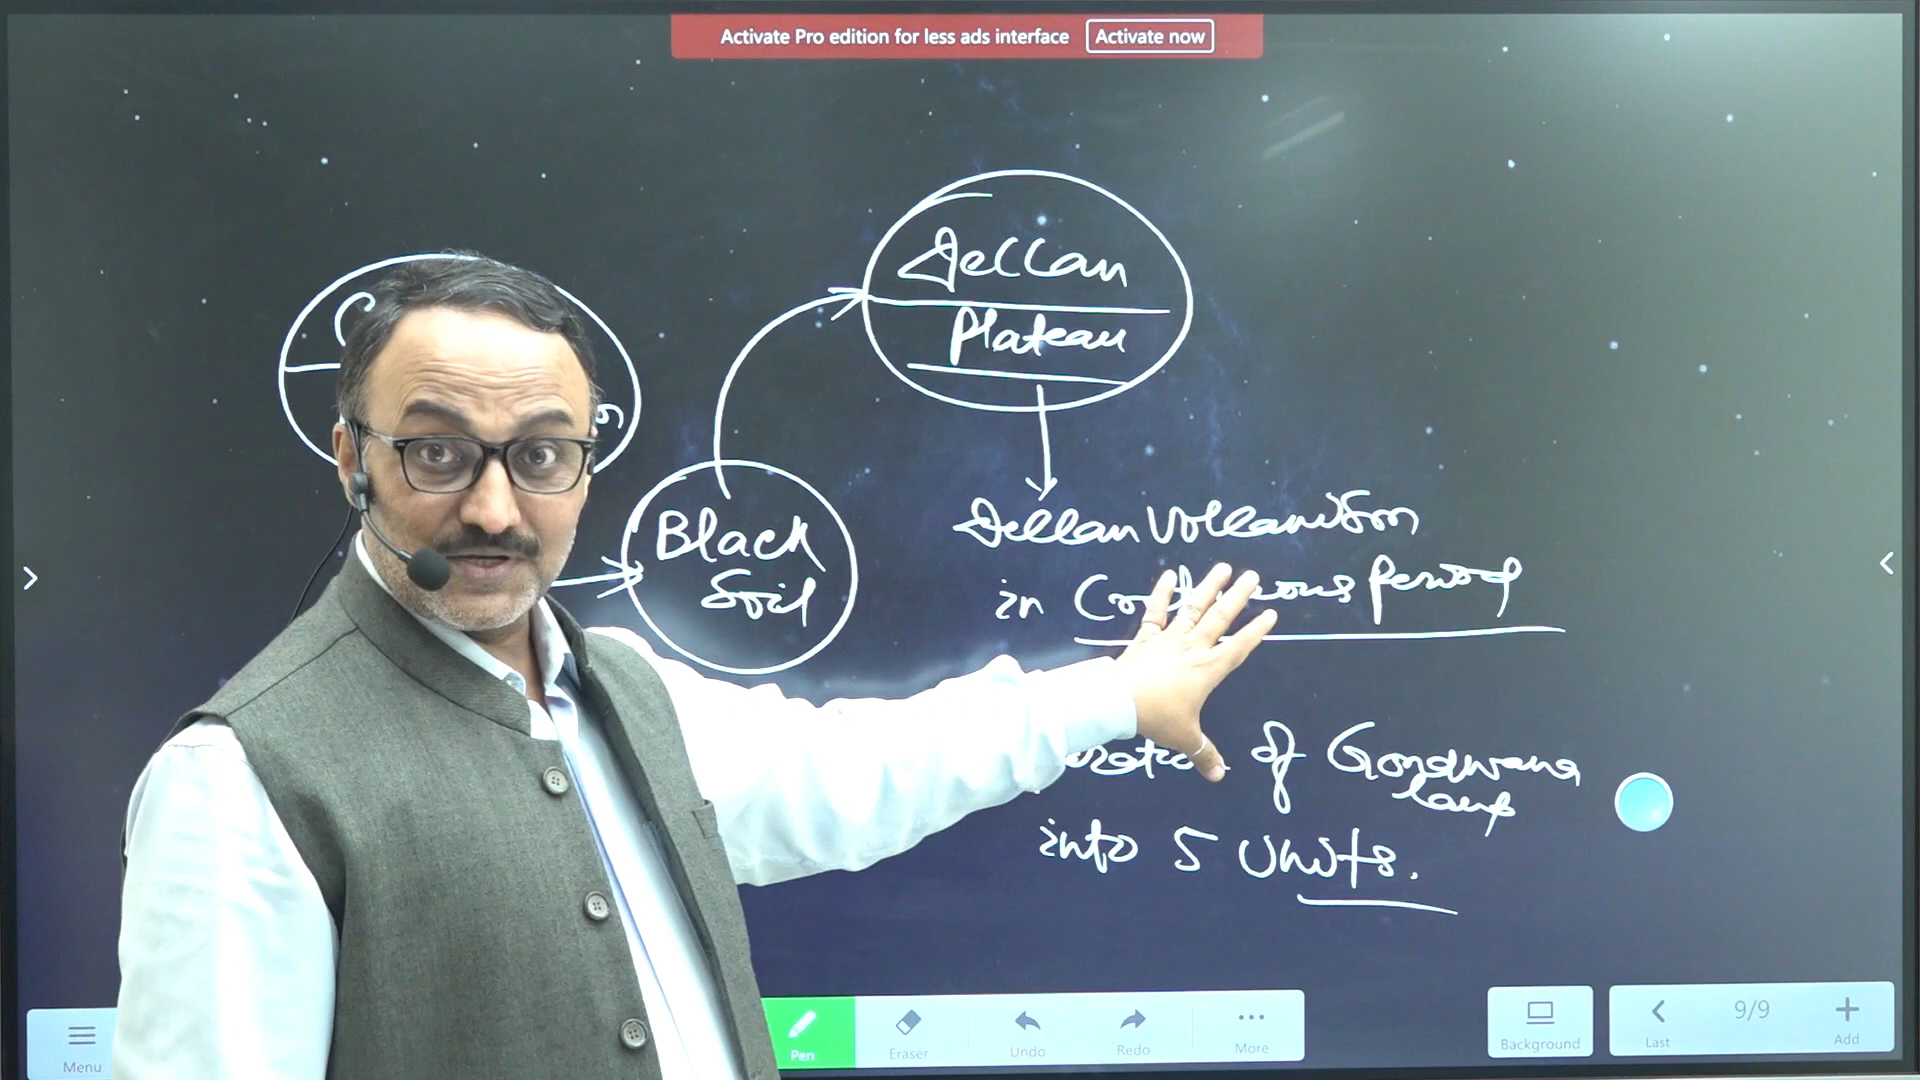 Activate Pro edition for less ads interface Activate now
Deccan
Plateau
Black
Soil
Deccan Volcanism
in Period
of Gondwana
land
into 5 Units.
Menu
Pen
Eraser
Undo
Redo
More
Background
Last
9/9
Add